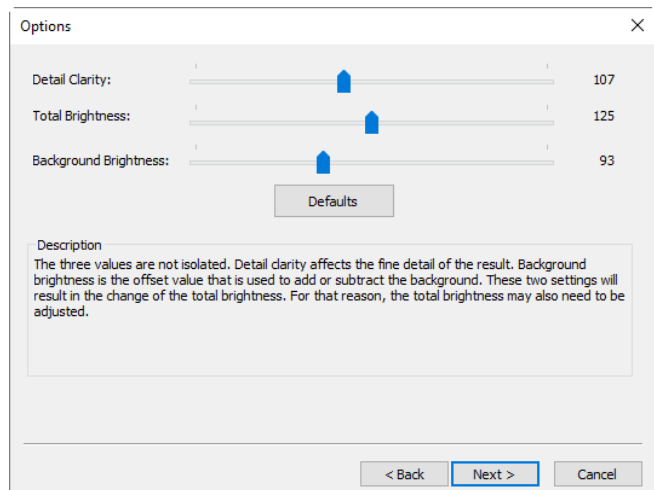 Options
Detail Clarity: 107
Total Brightness: 125
Background Brightness: 93
Defaults
Description
The three values are not isolated. Detail clarity affects the fine detail of the result. Background
brightness is the offset value that is used to add or subtract the background. These two settings will
result in the change of the total brightness. For that reason, the total brightness may also need to be
adjusted.
< Back Next > Cancel